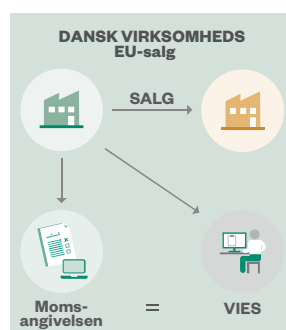 DANSK VIRKSOMHEDS
EU-salg
SALG
Moms-
angivelsen
=
VIES